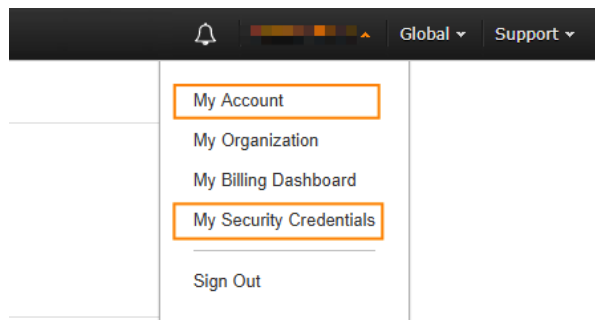 Global Support
My Account
My Organization
My Billing Dashboard
My Security Credentials
Sign Out